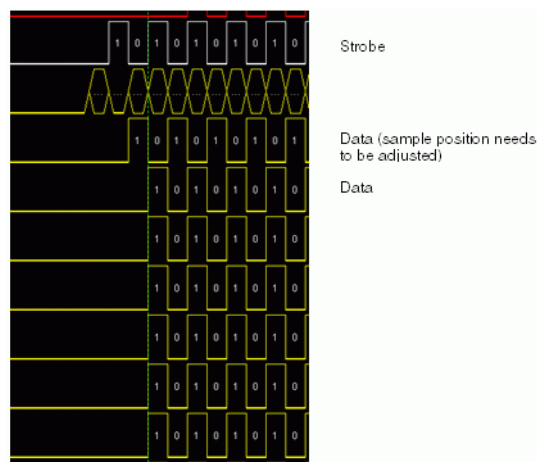 1 0 1 0 1 0 1 0 1 0
Strobe
1 0 1 0 1 0 1 0 1
Data (sample position needs
to be adjusted)
1 0 1 0 1 0 1 0
Data
1 0 1 0 1 0 1 0
1 0 1 0 1 0 1 0
1 0 1 0 1 0 1 0
1 0 1 0 1 0 1 0
1 0 1 0 1 0 1 0